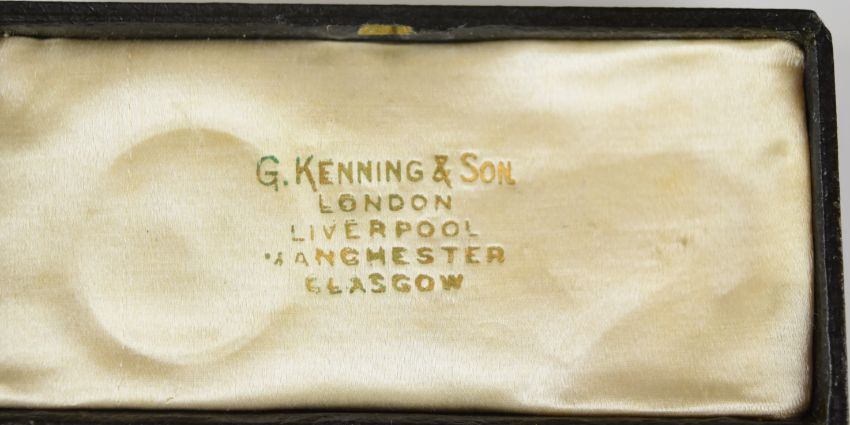 G. KENNING & SON.
LONDON
LIVERPOOL
MANCHESTER
GLASGOW